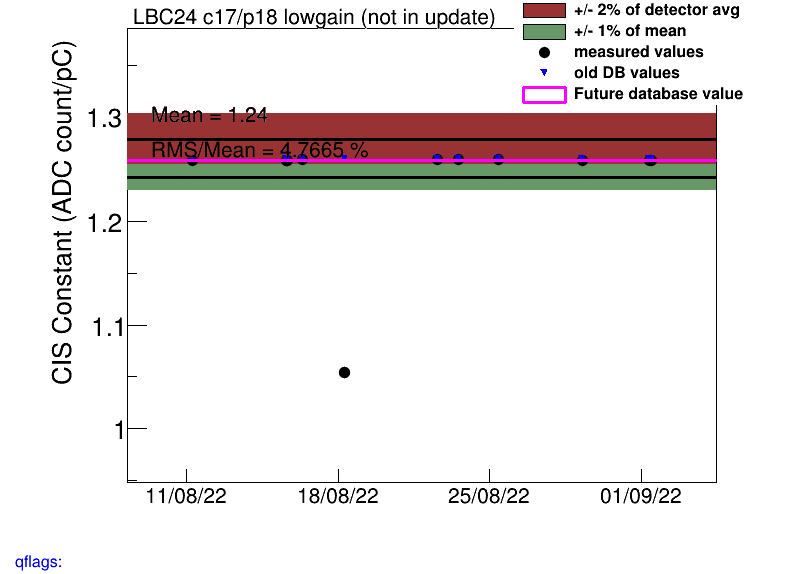 LBC24 c17/p18 lowgain (not in update)
+/- 2% of detector avg
+/- 1% of mean
measured values
old DB values
Future database value
CIS Constant (ADC count/pC)
Mean = 1.24
RMS/Mean = 4.7665 %
1.3
1.2
1.1
1
11/08/22
18/08/22
25/08/22
01/09/22
qflags: